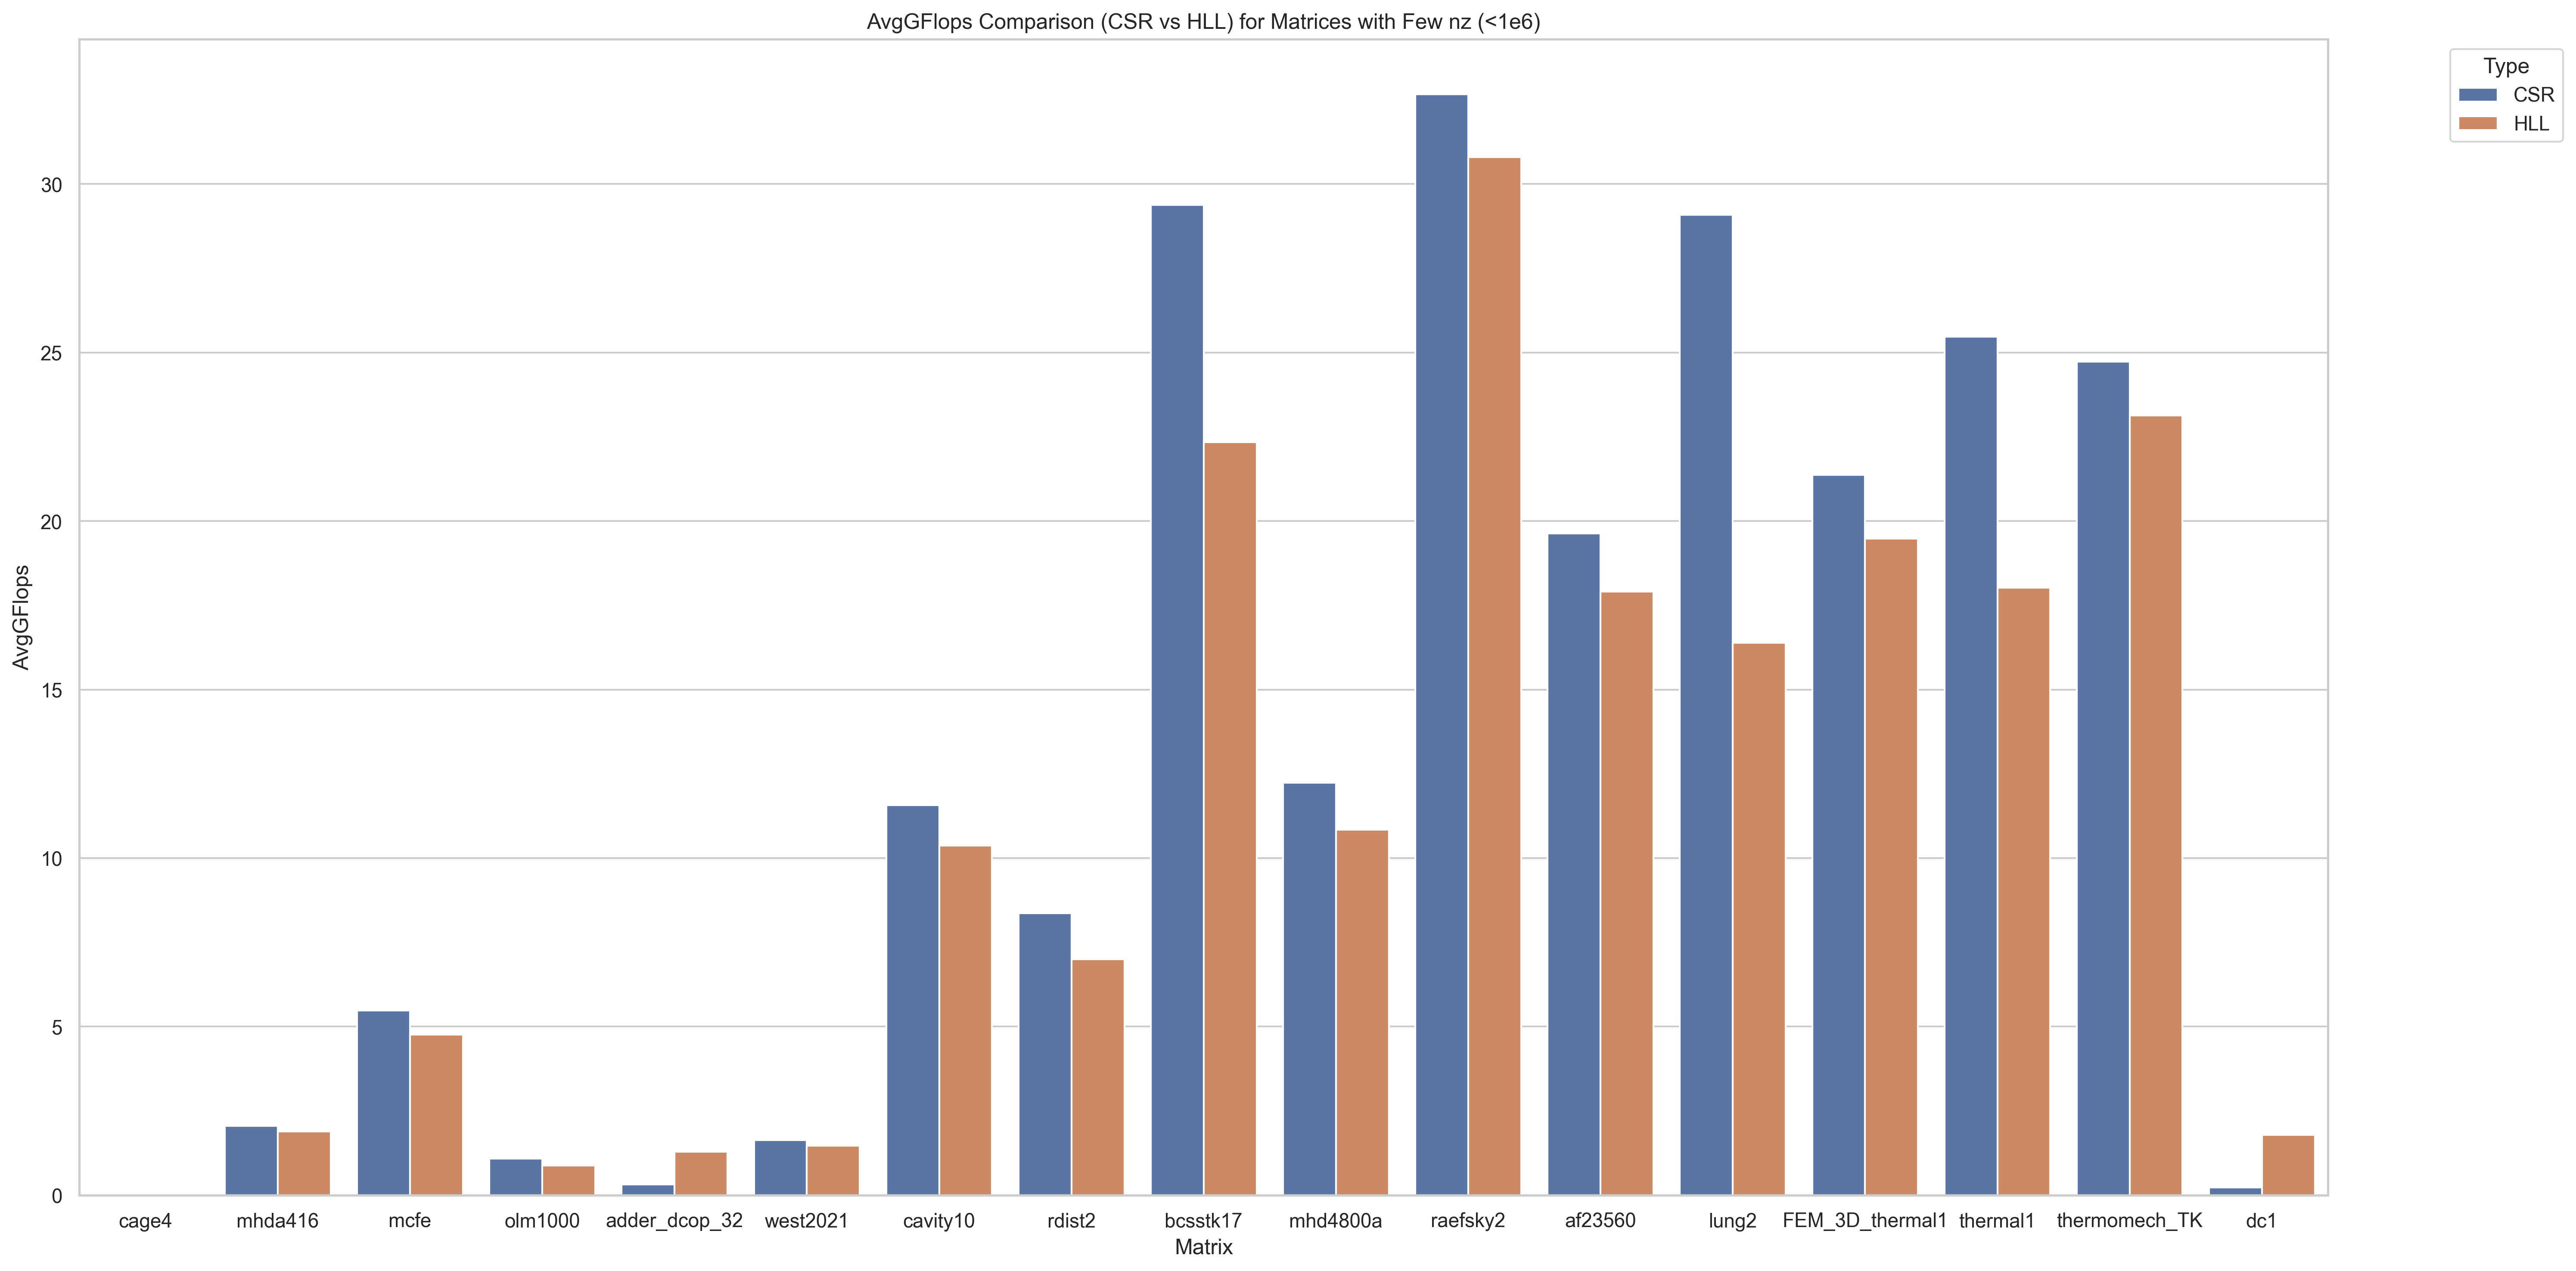 AvgGFlops Comparison (CSR vs HLL) for Matrices with Few nz (<1e6)
Type
CSR
HLL
AvgGFlops
30
25
20
15
10
5
0
cage4 mhda416 mcfe olm1000 adder_dcop_32 west2021 cavity10 rdist2 bcsstk17 mhd4800a raefsky2 af23560 lung2 FEM_3D_thermal1 thermal1 thermomech_TK dc1
Matrix